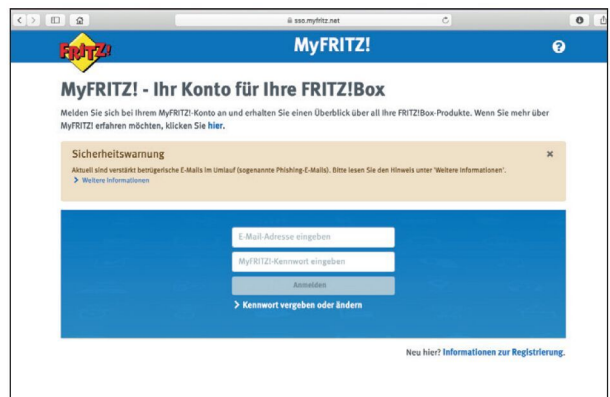 sso.myfritz.net
FRITZ!
MyFRITZ!
?
MyFRITZ! - Ihr Konto für Ihre FRITZ!Box
Melden Sie sich bei Ihrem MyFRITZ!-Konto an und erhalten Sie einen Überblick über all Ihre FRITZ!Box-Produkte. Wenn Sie mehr über
MyFRITZ! erfahren möchten, klicken Sie hier.
Sicherheitswarnung
Aktuell sind verstärkt betrügerische E-Mails im Umlauf (sogenannte Phishing-E-Mails). Bitte lesen Sie den Hinweis unter 'Weitere Informationen'.
Weitere Informationen
E-Mail-Adresse eingeben
MyFRITZ!-Kennwort eingeben
Anmelden
Kennwort vergeben oder ändern
Neu hier? Informationen zur Registrierung.